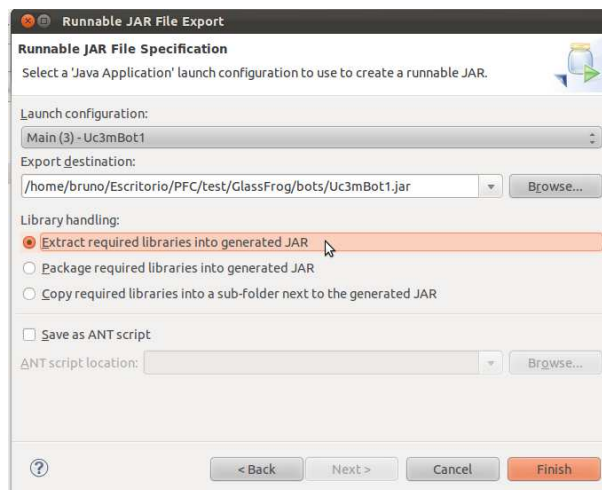 Runnable JAR File Export
Runnable JAR File Specification
Select a 'Java Application' launch configuration to use to create a runnable JAR.
Launch configuration:
Main (3) - Uc3mBot1
Export destination:
/home/bruno/Escritorio/PFC/test/GlassFrog/bots/Uc3mBot1.jar Browse...
Library handling:
Extract required libraries into generated JAR
Package required libraries into generated JAR
Copy required libraries into a sub-folder next to the generated JAR
Save as ANT script
ANT script location: Browse...
? < Back Next > Cancel Finish